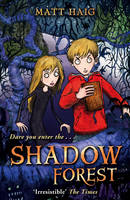 MATT HAIG
Dare you enter the . . .
SHADOW
FOREST
'Irresistible' The Times